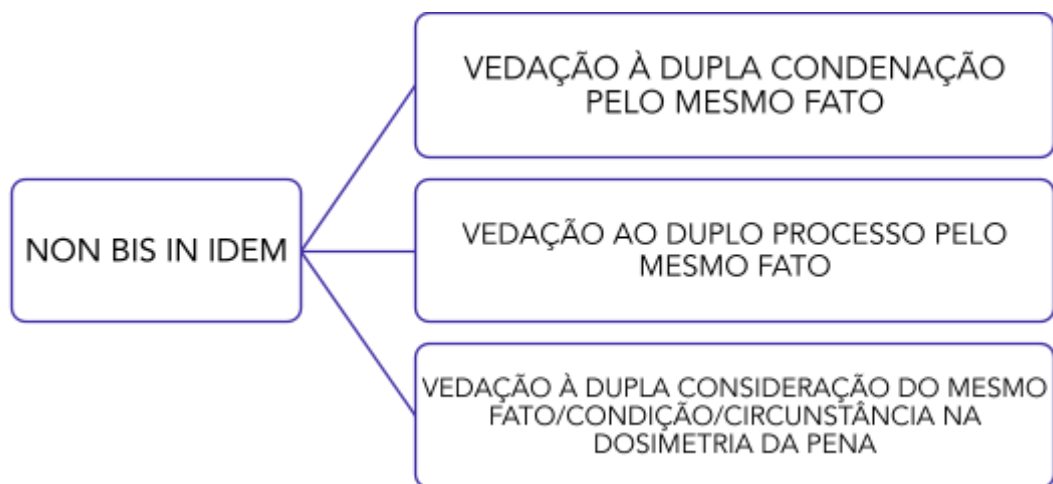 VEDAÇÃO À DUPLA CONDENAÇÃO
PELO MESMO FATO
NON BIS IN IDEM
VEDAÇÃO AO DUPLO PROCESSO PELO
MESMO FATO
VEDAÇÃO À DUPLA CONSIDERAÇÃO DO MESMO
FATO/CONDIÇÃO/CIRCUNSTÂNCIA NA
DOSIMETRIA DA PENA